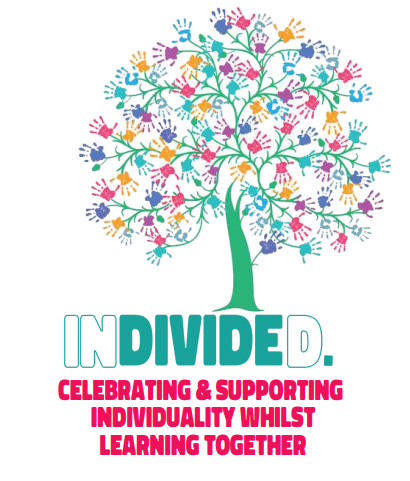 INDIVIDED.
CELEBRATING & SUPPORTING
INDIVIDUALITY WHILST
LEARNING TOGETHER